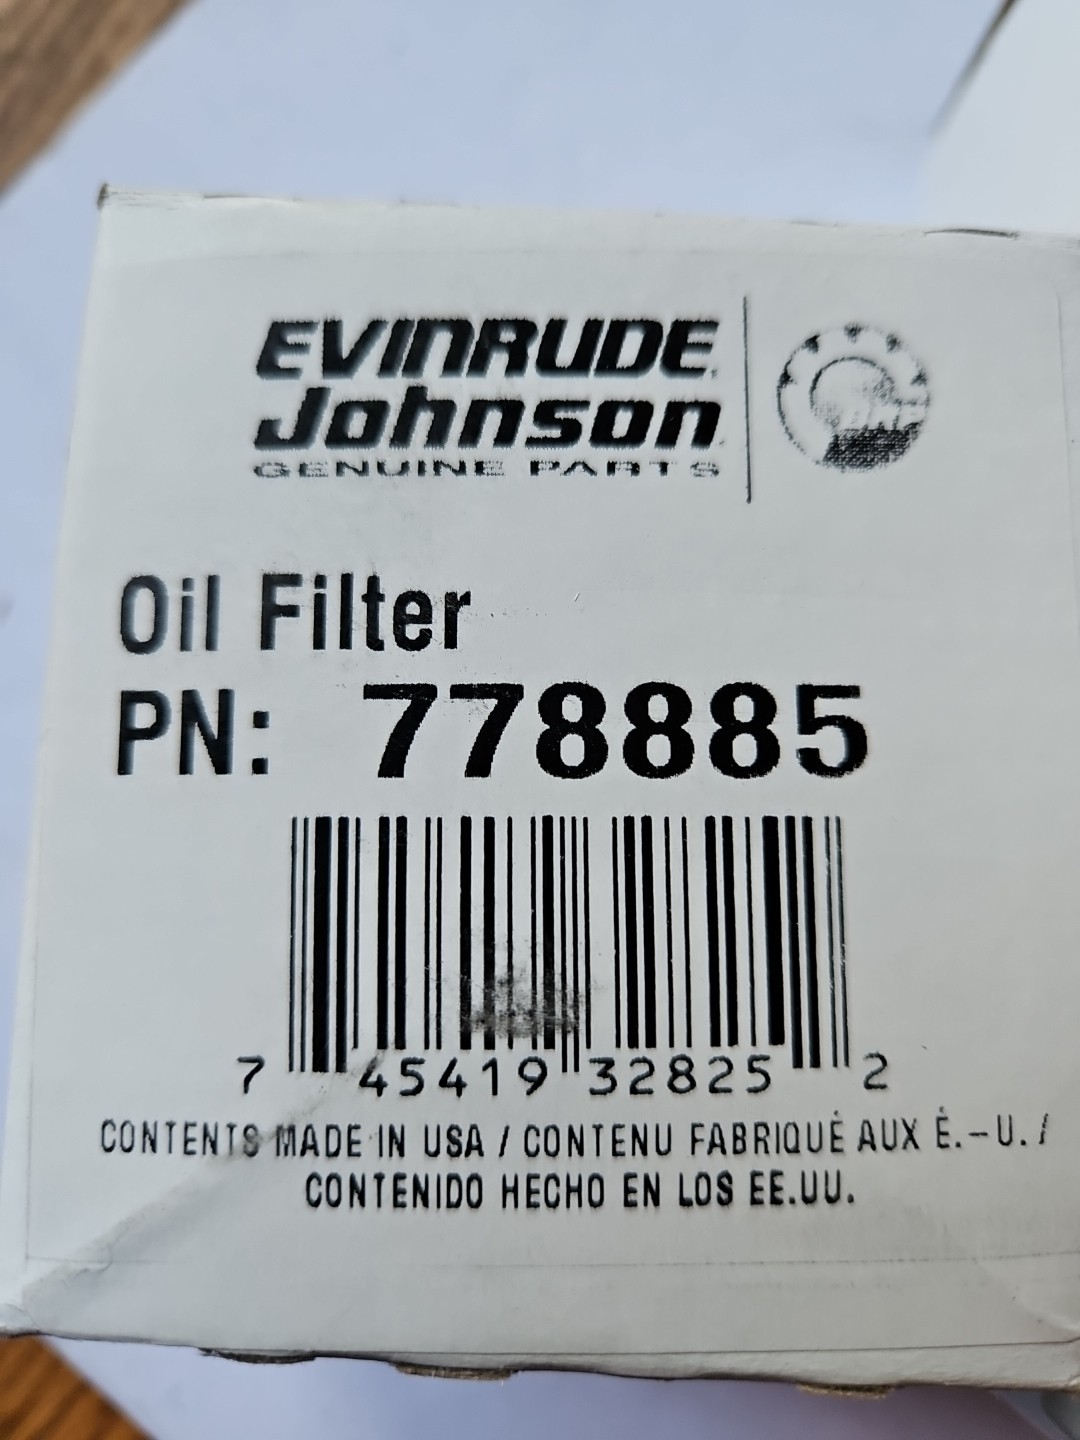 EVINRUDE
Johnson
GENUINE PARTS
BRP
Oil Filter
PN: 778885
7 45419 32825 2
CONTENTS MADE IN USA / CONTENU FABRIQUÉ AUX É.-U. /
CONTENIDO HECHO EN LOS EE.UU.